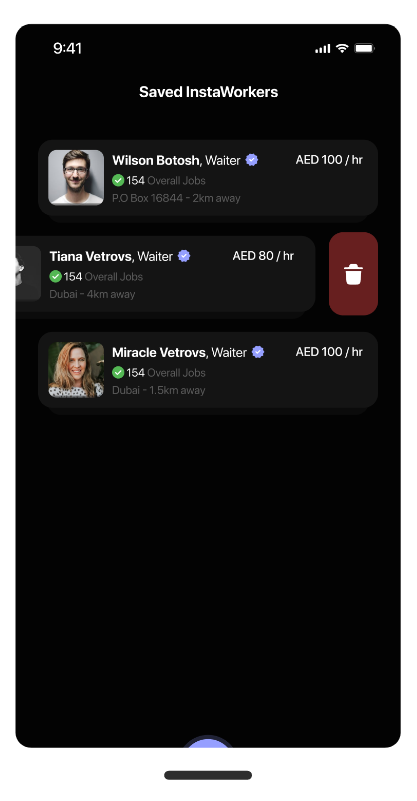 9:41
Saved InstaWorkers
Wilson Botosh, Waiter AED 100 / hr
154 Overall Jobs
P.O Box 16844 - 2km away
Tiana Vetrovs, Waiter AED 80 / hr
154 Overall Jobs
Dubai - 4km away
Miracle Vetrovs, Waiter AED 100 / hr
154 Overall Jobs
Dubai - 1.5km away